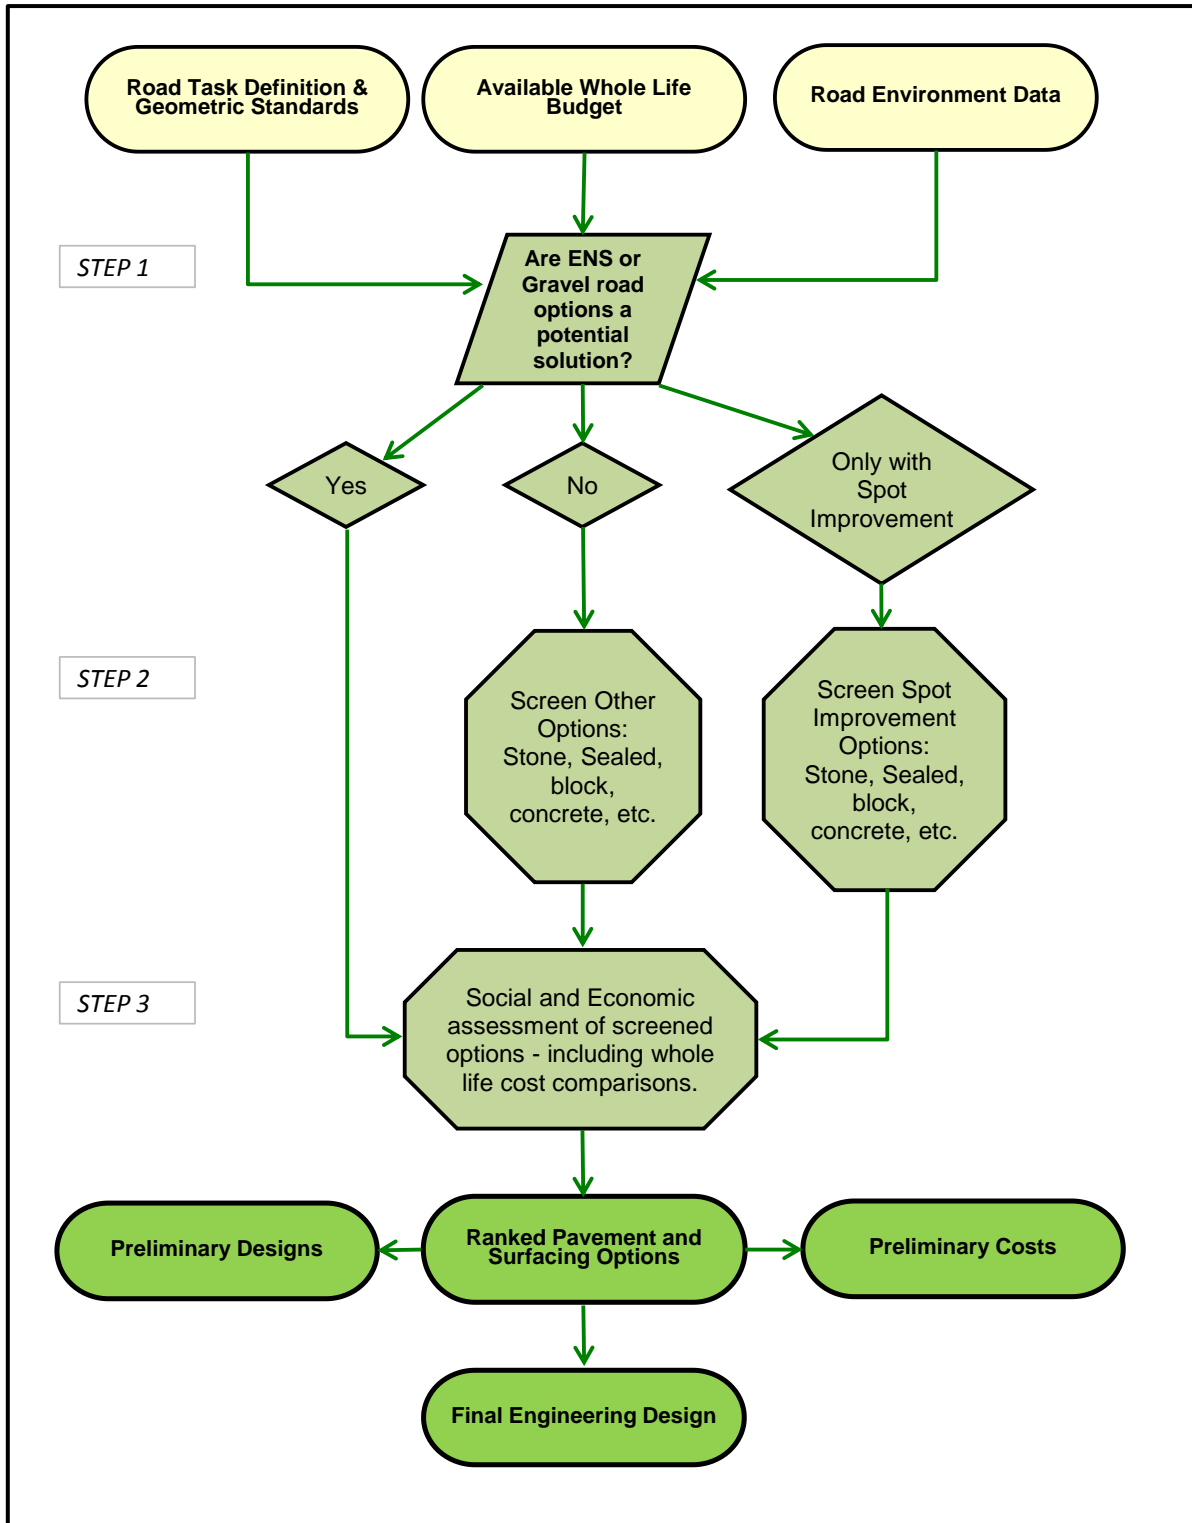 Road Task Definition &
Geometric Standards
Available Whole Life
Budget
Road Environment Data
STEP 1
Are ENS or
Gravel road
options a
potential
solution?
Yes
No
Only with
Spot
Improvement
STEP 2
Screen Other
Options:
Stone, Sealed,
block,
concrete, etc.
Screen Spot
Improvement
Options:
Stone, Sealed,
block,
concrete, etc.
STEP 3
Social and Economic
assessment of screened
options - including whole
life cost comparisons.
Preliminary Designs
Ranked Pavement and
Surfacing Options
Preliminary Costs
Final Engineering Design